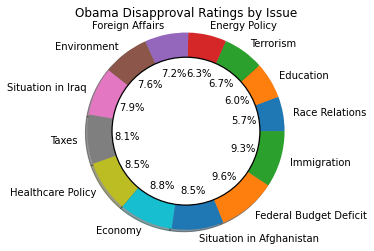 Obama Disapproval Ratings by Issue
Foreign Affairs
Energy Policy
Environment
Terrorism
Situation in Iraq
Education
Taxes
Race Relations
Healthcare Policy
Immigration
Economy
Federal Budget Deficit
Situation in Afghanistan
7.2%
6.3%
7.6%
6.7%
7.9%
6.0%
8.1%
5.7%
8.5%
9.3%
8.8%
9.6%
8.5%